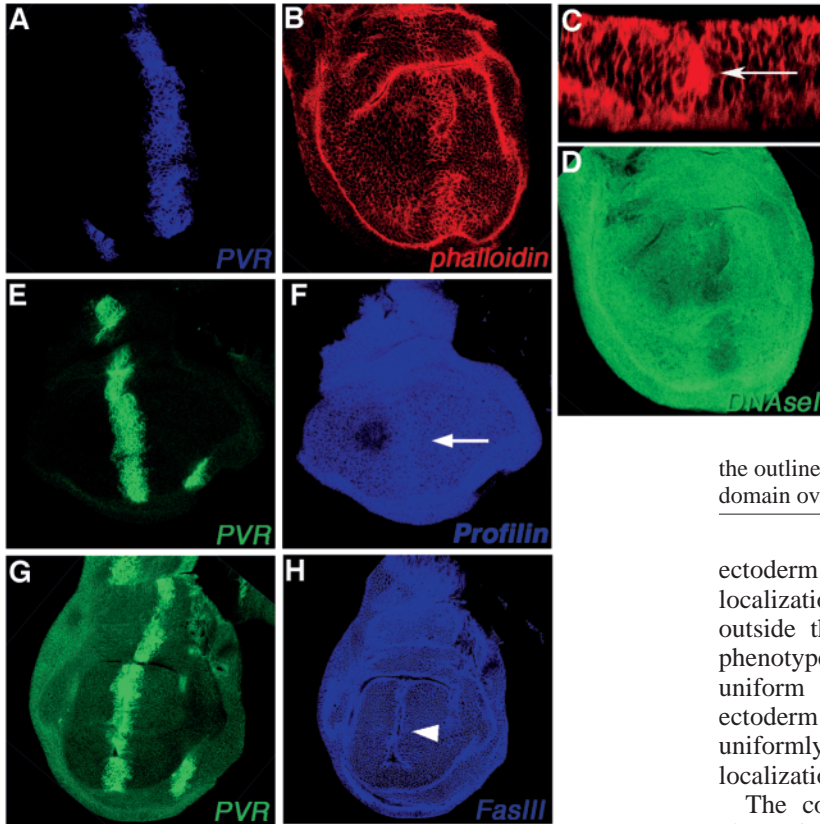 A
PVR
B
phalloidin
C
D
DNAseI
E
PVR
F
Profilin
G
PVR
H
FasIII
the outline
domain ov
ectoderm
localizatio
outside th
phenotype
uniform
ectoderm
uniformly
localization
The co